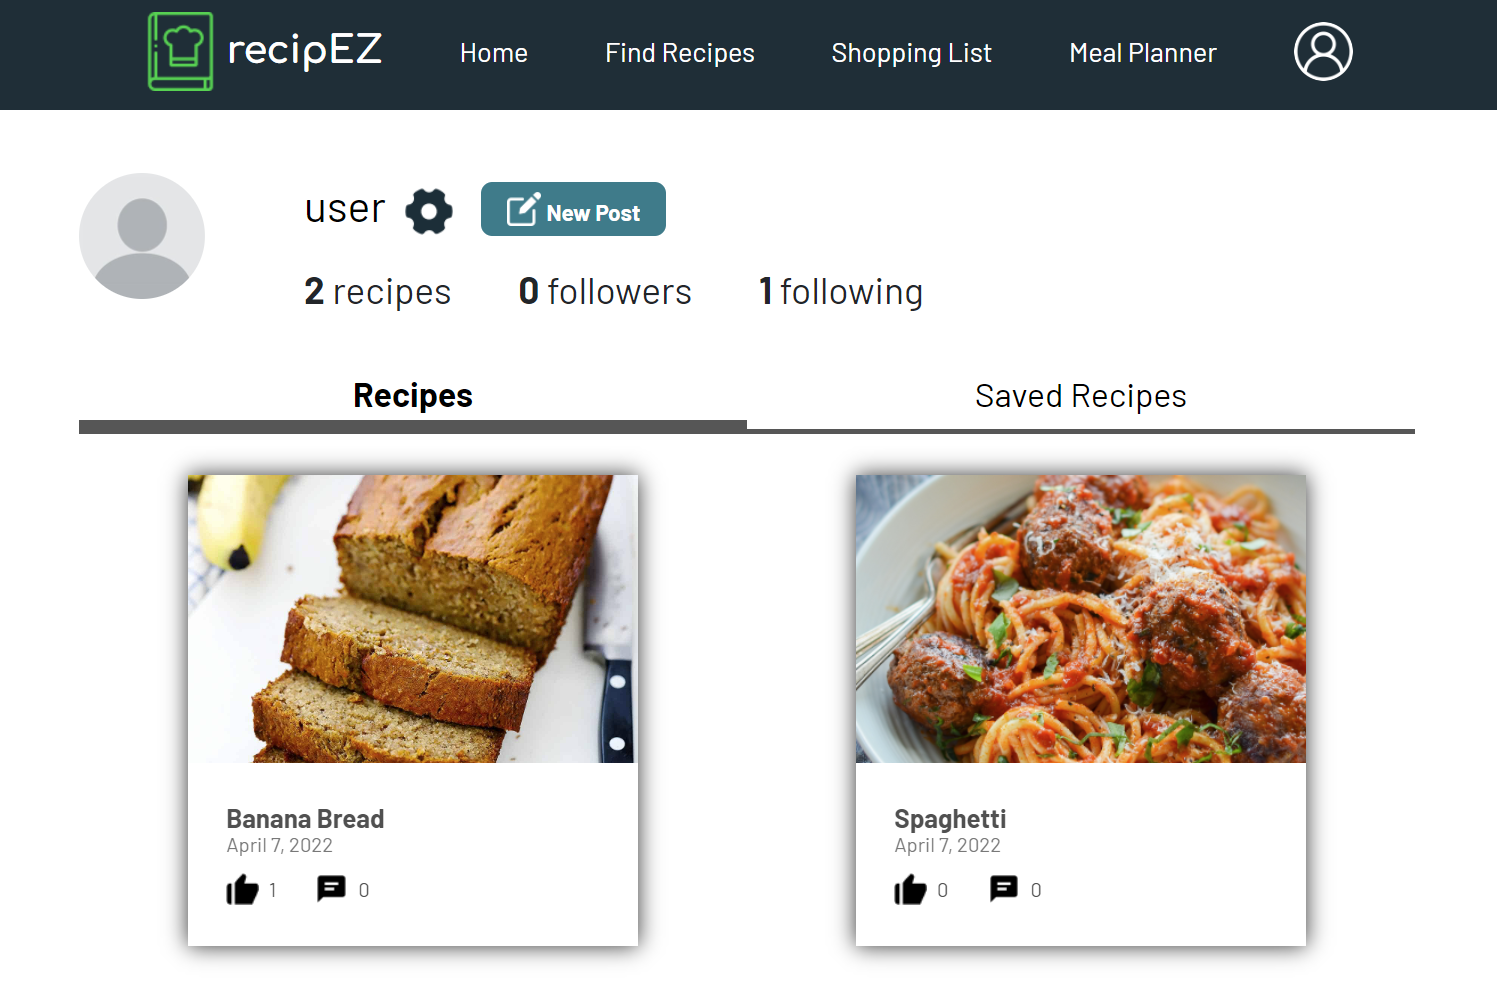 recipEZ Home Find Recipes Shopping List Meal Planner
user New Post
2 recipes 0 followers 1 following
Recipes Saved Recipes
Banana Bread
April 7, 2022
1 0
Spaghetti
April 7, 2022
0 0